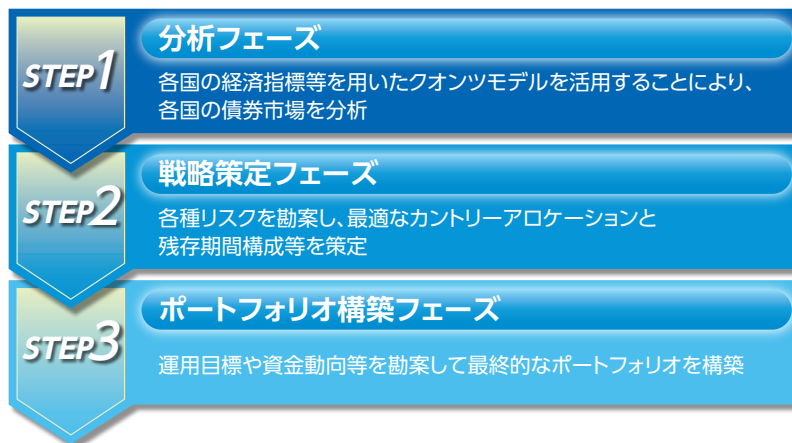 STEP1
分析フェーズ
各国の経済指標等を用いたクオンツモデルを活用することにより、
各国の債券市場を分析
STEP2
戦略策定フェーズ
各種リスクを勘案し、最適なカントリーアロケーションと
残存期間構成等を策定
STEP3
ポートフォリオ構築フェーズ
運用目標や資金動向等を勘案して最終的なポートフォリオを構築